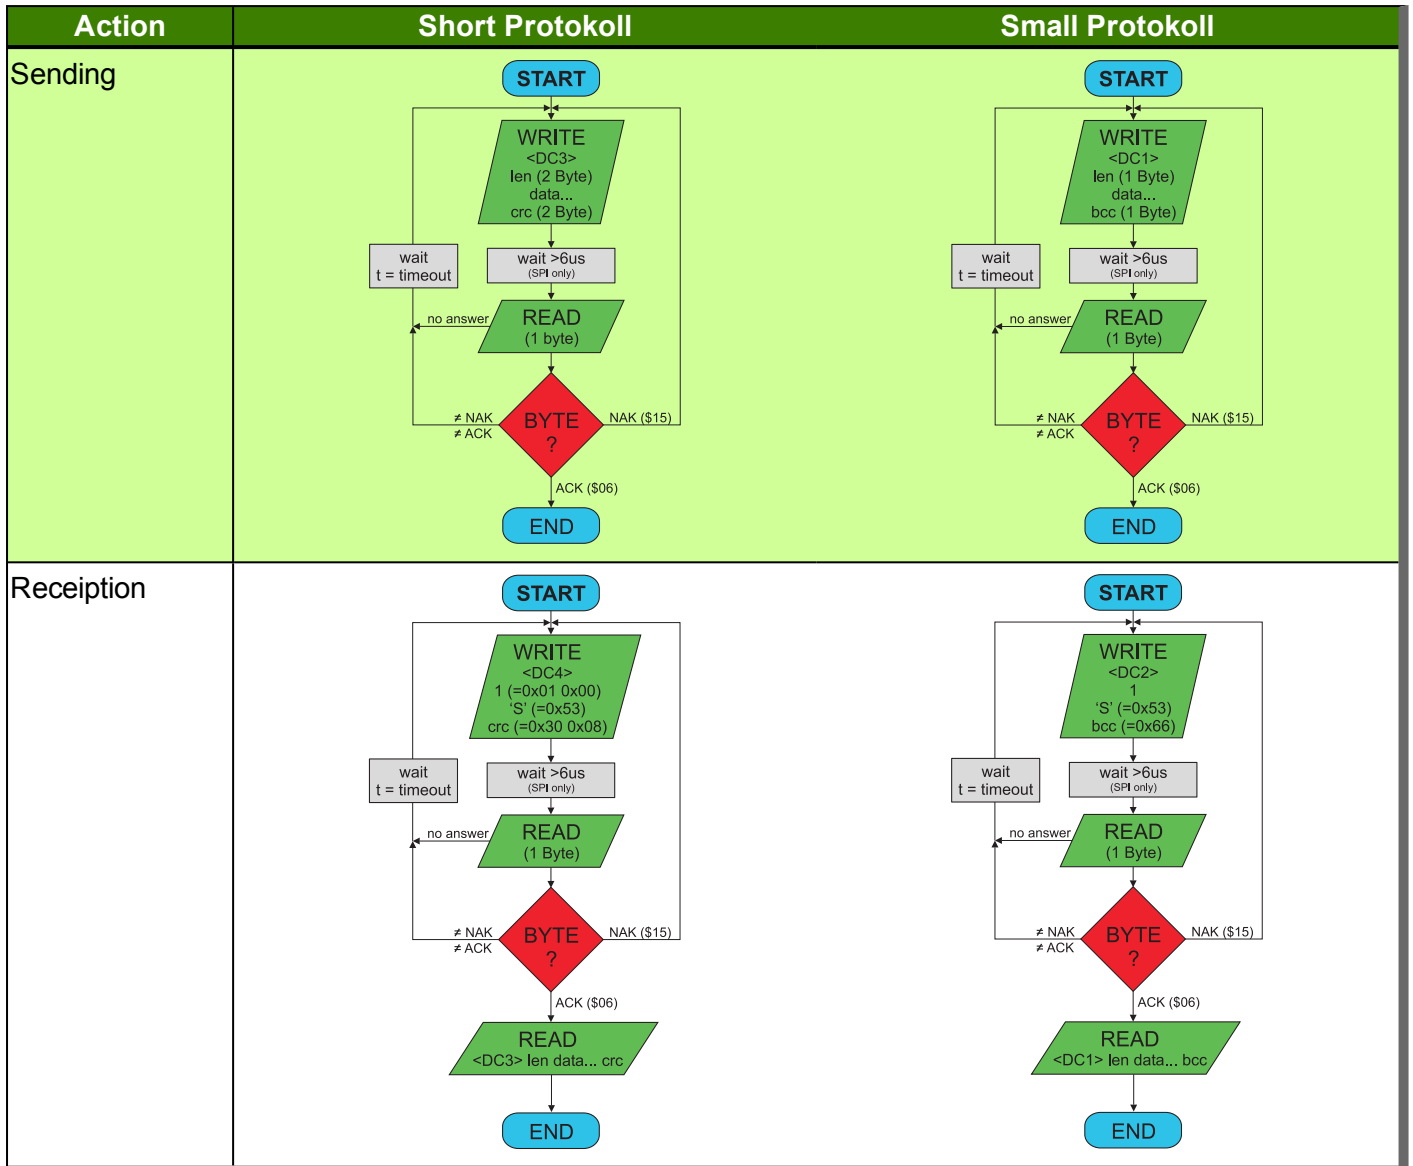 Action
Short Protokoll
Small Protokoll
Sending
START
WRITE
<DC3>
len (2 Byte)
data...
crc (2 Byte)
wait
t = timeout
wait >6us
(SPI only)
no answer
READ
(1 byte)
≠ NAK
≠ ACK
BYTE
?
NAK ($15)
ACK ($06)
END
START
WRITE
<DC1>
len (1 Byte)
data...
bcc (1 Byte)
wait
t = timeout
wait >6us
(SPI only)
no answer
READ
(1 Byte)
≠ NAK
≠ ACK
BYTE
?
NAK ($15)
ACK ($06)
END
Receiption
START
WRITE
<DC4>
1 (=0x01 0x00)
‘S’ (=0x53)
crc (=0x30 0x08)
wait
t = timeout
wait >6us
(SPI only)
no answer
READ
(1 Byte)
≠ NAK
≠ ACK
BYTE
?
NAK ($15)
ACK ($06)
READ
<DC3> len data... crc
END
START
WRITE
<DC2>
1
‘S’ (=0x53)
bcc (=0x66)
wait
t = timeout
wait >6us
(SPI only)
no answer
READ
(1 Byte)
≠ NAK
≠ ACK
BYTE
?
NAK ($15)
ACK ($06)
READ
<DC1> len data... bcc
END